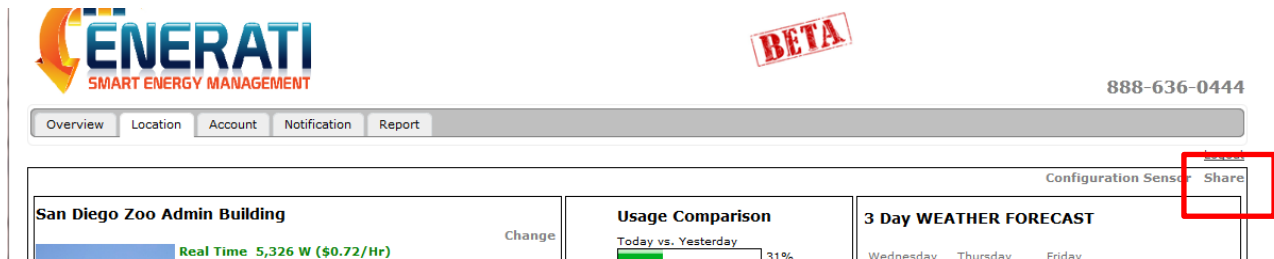 ENERATI
SMART ENERGY MANAGEMENT
BETA
888-636-0444
Overview Location Account Notification Report
Logout
Configuration Sensor Share
San Diego Zoo Admin Building
Change
Real Time 5,326 W ($0.72/Hr)
Usage Comparison
Today vs. Yesterday
31%
3 Day WEATHER FORECAST
Wednesday Thursday Friday